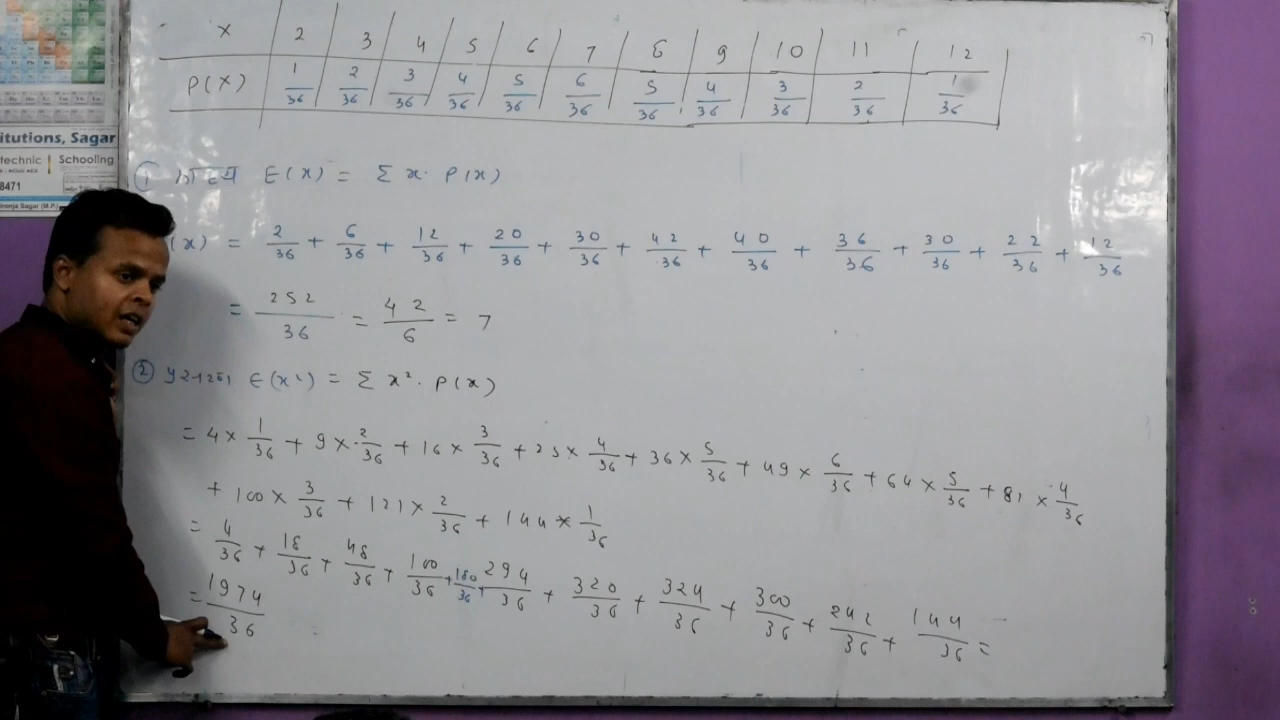 itutions, Sagar
technic | Schooling
8471
ironja Sagar (M.P.)
X 2 3 4 5 6 7 8 9 10 11 12
P(X) 1/36 2/36 3/36 4/36 5/36 6/36 5/36 4/36 3/36 2/36 1/36
① माध्य E(x) = Σ x · P(x)
(x) = 2/36 + 6/36 + 12/36 + 20/36 + 30/36 + 42/36 + 40/36 + 36/36 + 30/36 + 22/36 + 12/36
= 252/36 = 42/6 = 7
② E(x²) = Σ x² · P(x)
= 4 × 1/36 + 9 × 2/36 + 16 × 3/36 + 25 × 4/36 + 36 × 5/36 + 49 × 6/36 + 64 × 5/36 + 81 × 4/36
+ 100 × 3/36 + 121 × 2/36 + 144 × 1/36
= 4/36 + 18/36 + 48/36 + 100/36 + 180/36 + 294/36 + 320/36 + 324/36 + 300/36 + 242/36 + 144/36 =
= 1974/36